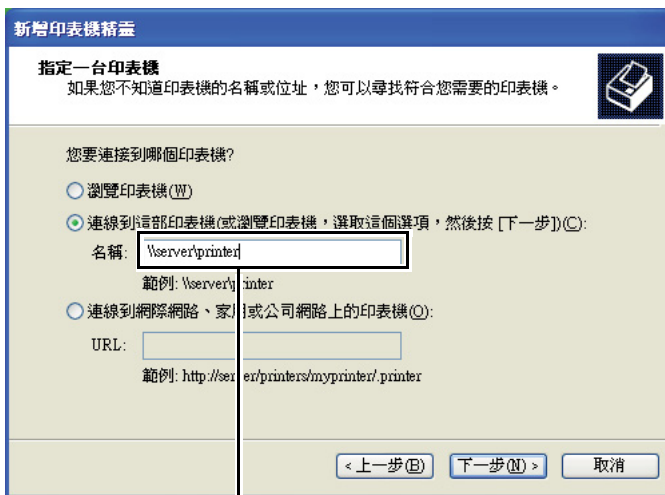 新增印表機精靈
指定一台印表機
如果您不知道印表機的名稱或位址，您可以尋找符合您需要的印表機。
您要連接到哪個印表機?
瀏覽印表機(W)
連線到這部印表機(或瀏覽印表機，選取這個選項，然後按 [下一步])(C):
名稱: \\server\printer
範例: \\server\printer
連線到網際網路、家用或公司網路上的印表機(O):
URL:
範例: http://server/printers/myprinter/.printer
<上一步(B) 下一步(N)> 取消